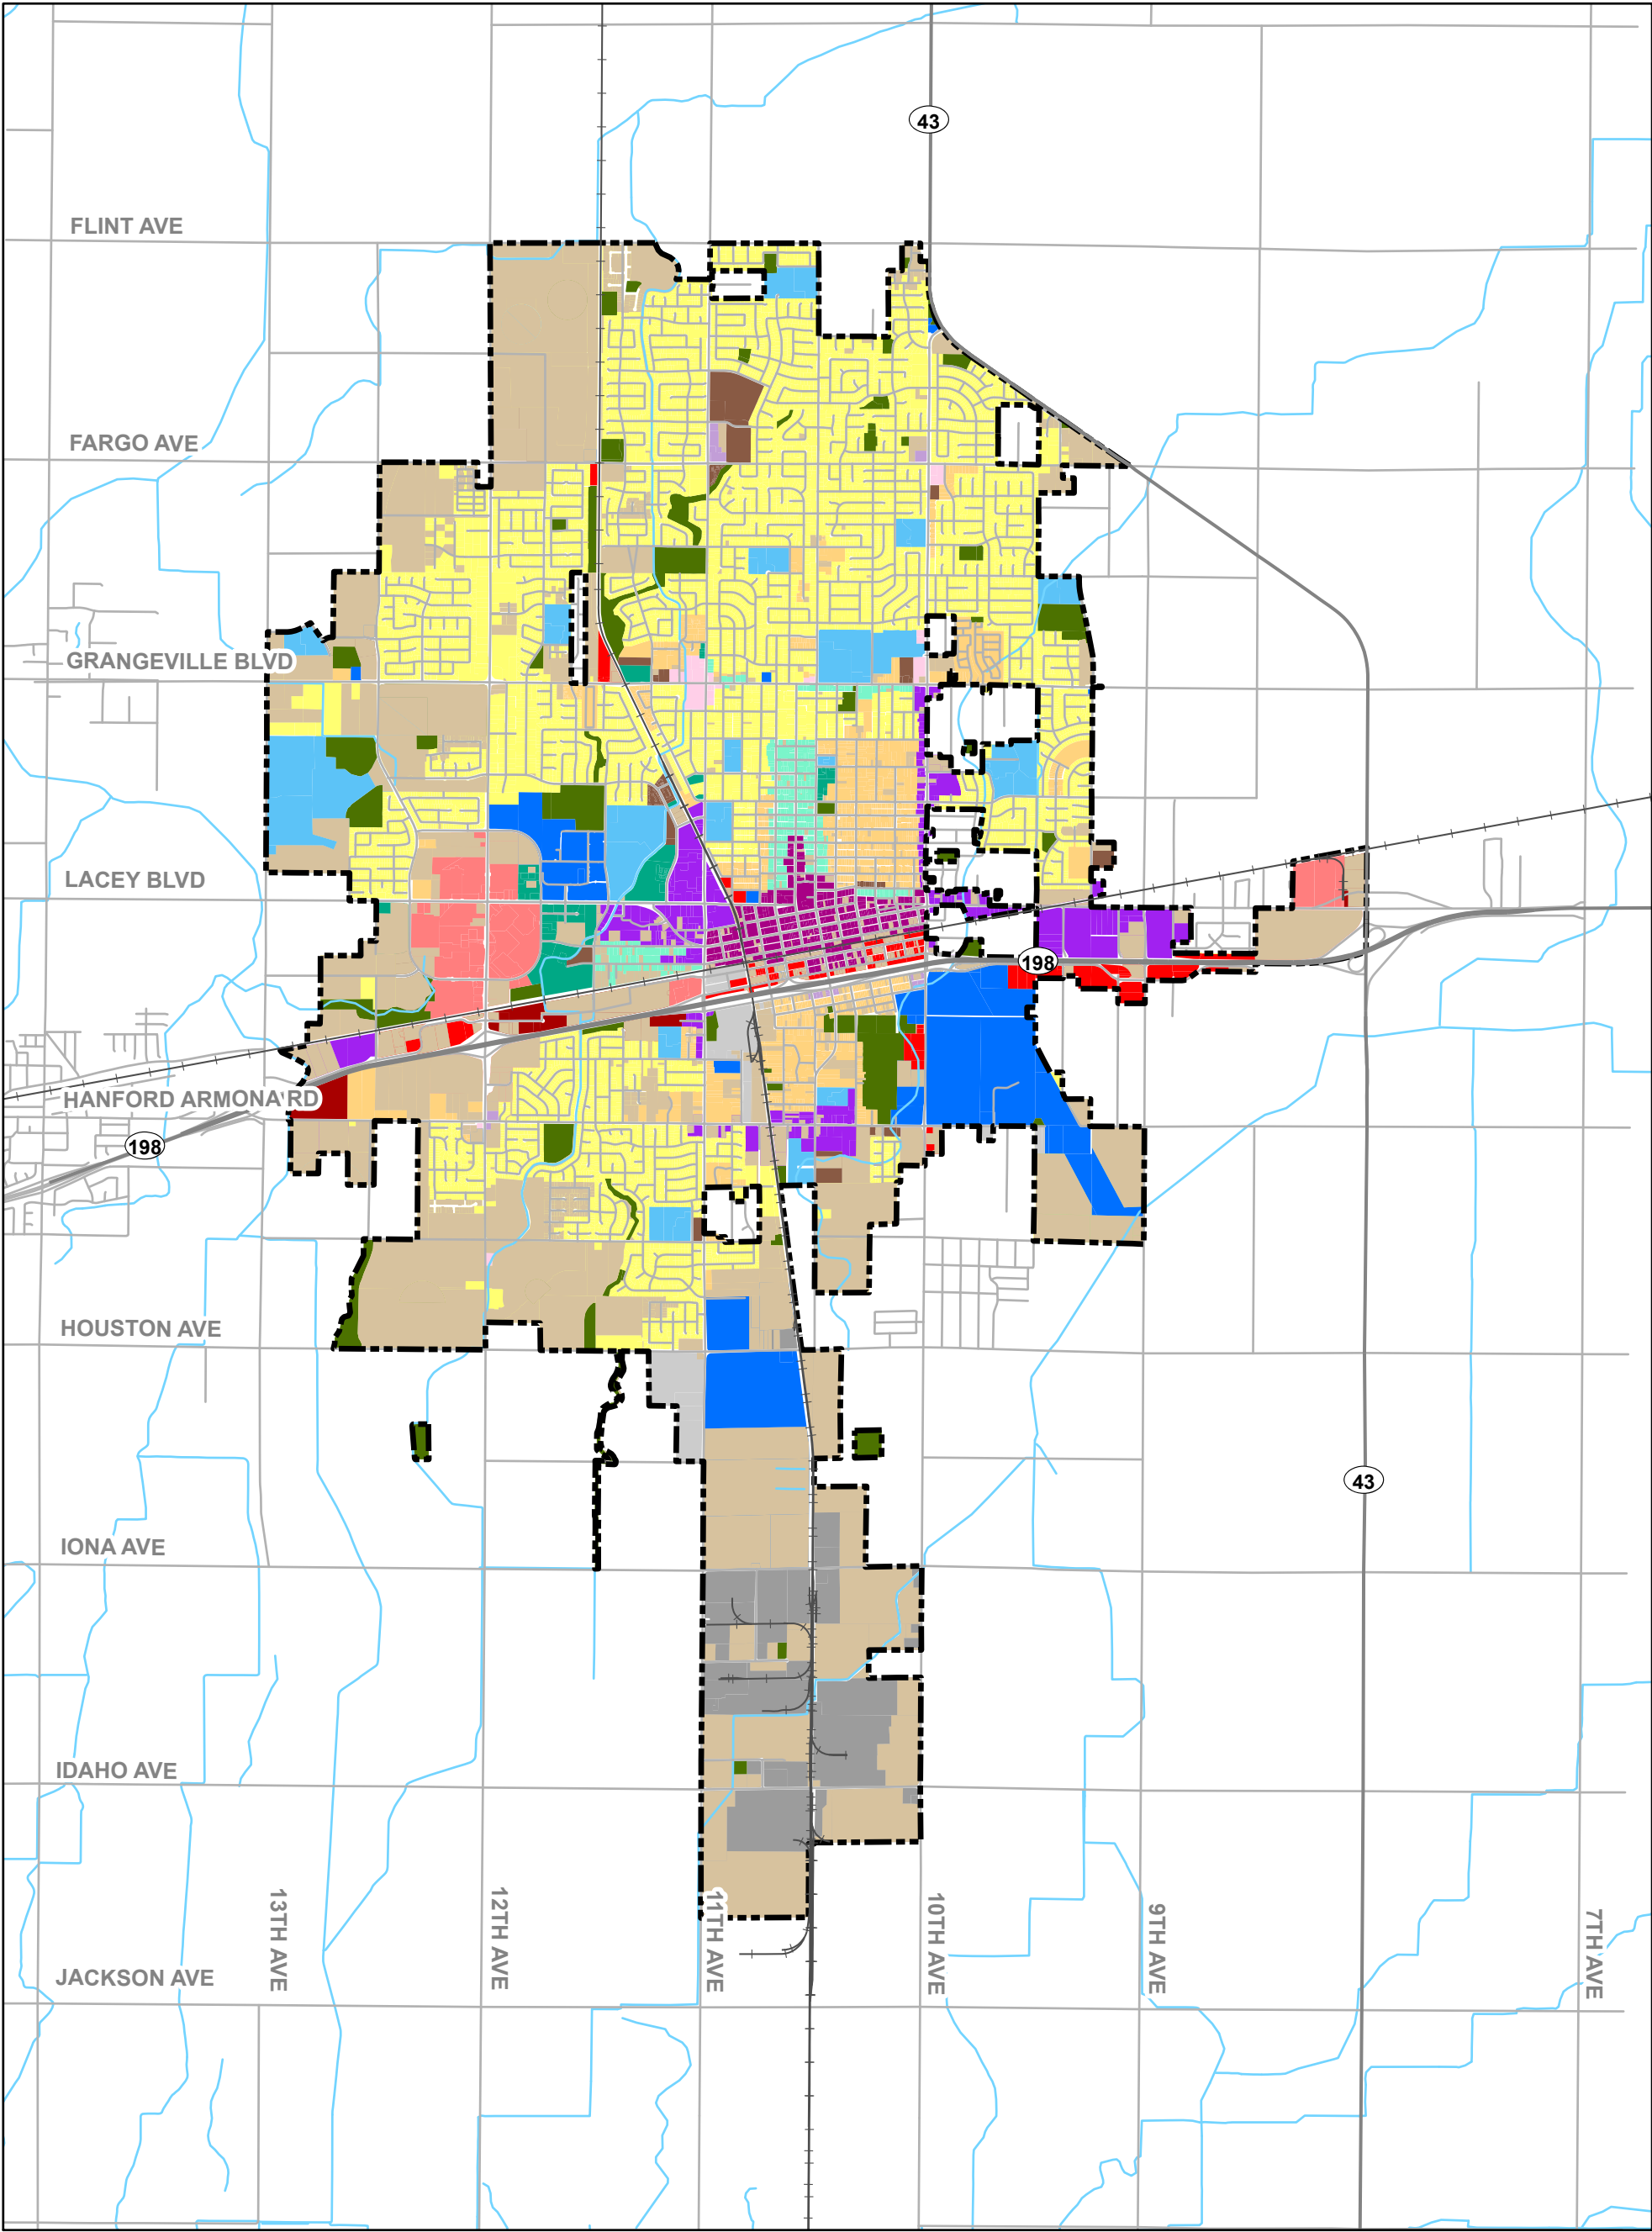 43
FLINT AVE
FARGO AVE
GRANGEVILLE BLVD
LACEY BLVD
198
HANFORD ARMONA RD
198
HOUSTON AVE
43
IONA AVE
IDAHO AVE
13TH AVE
12TH AVE
11TH AVE
10TH AVE
9TH AVE
7TH AVE
JACKSON AVE